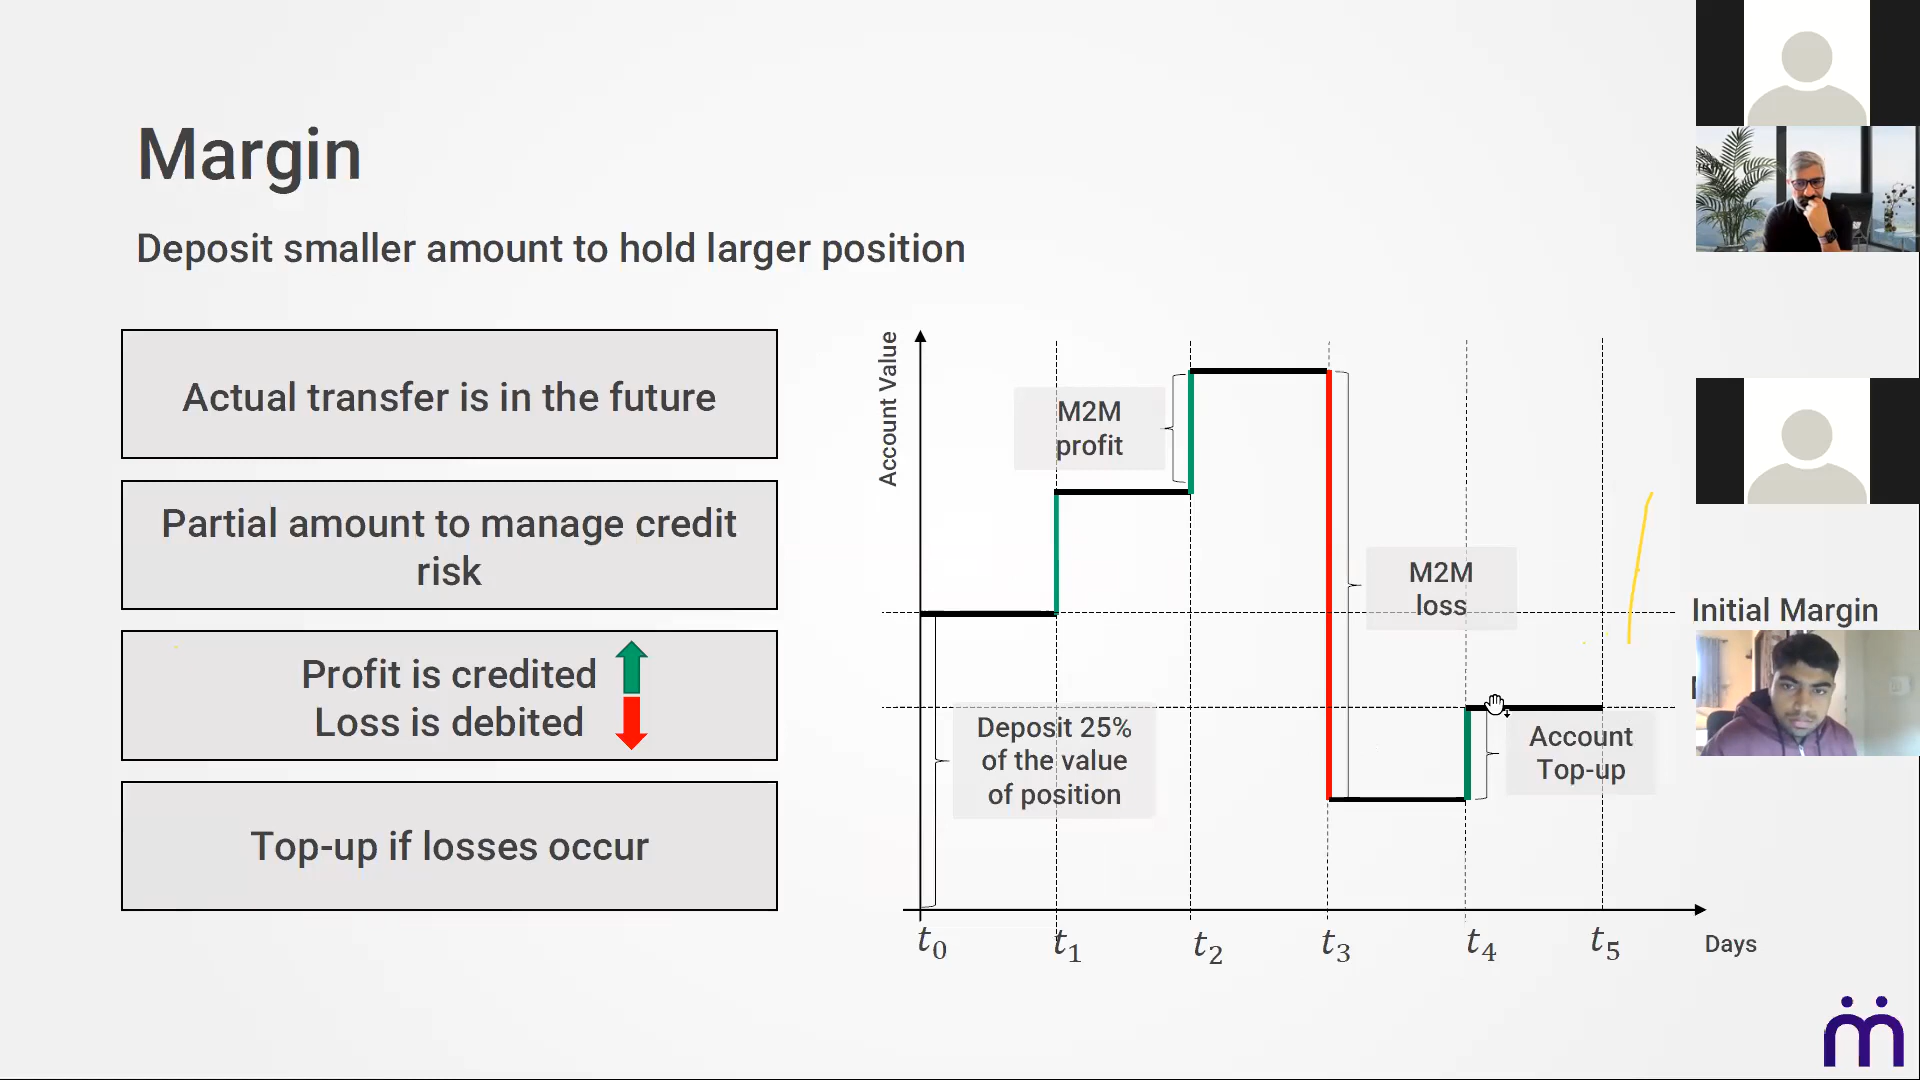 Margin
Deposit smaller amount to hold larger position
Actual transfer is in the future
Partial amount to manage credit
risk
Profit is credited
Loss is debited
Top-up if losses occur
Account Value
M2M
profit
M2M
loss
Initial Margin
Deposit 25%
of the value
of position
Account
Top-up
t0
t1
t2
t3
t4
t5
Days